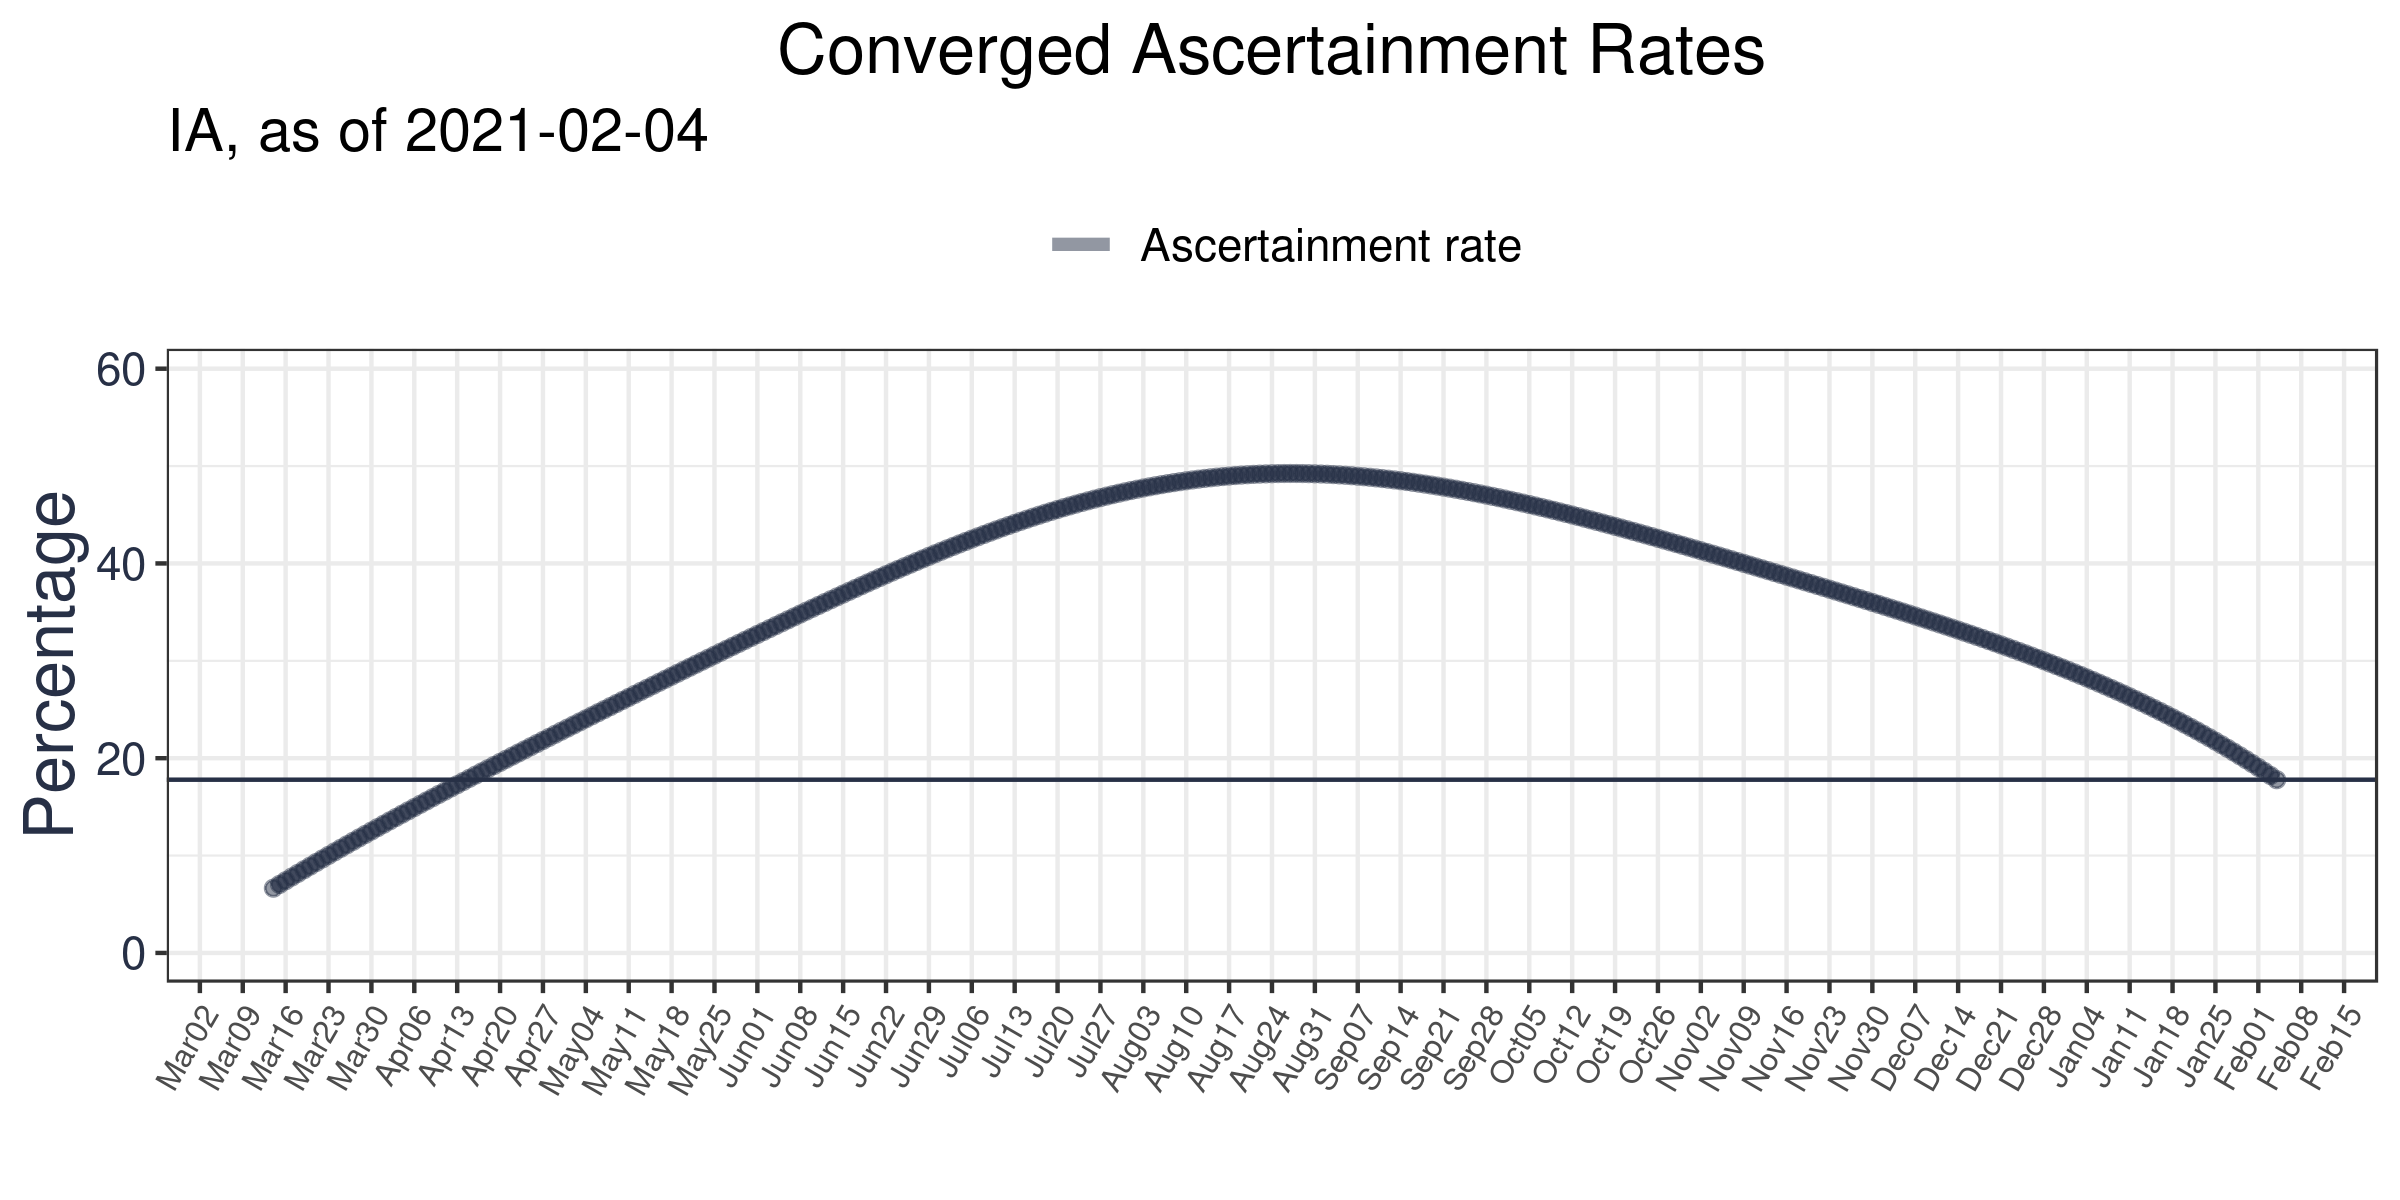 Converged Ascertainment Rates
IA, as of 2021-02-04
Ascertainment rate
Percentage
60
40
20
0
Mar02 Mar09 Mar16 Mar23 Mar30 Apr06 Apr13 Apr20 Apr27 May04 May11 May18 May25 Jun01 Jun08 Jun15 Jun22 Jun29 Jul06 Jul13 Jul20 Jul27 Aug03 Aug10 Aug17 Aug24 Aug31 Sep07 Sep14 Sep21 Sep28 Oct05 Oct12 Oct19 Oct26 Nov02 Nov09 Nov16 Nov23 Nov30 Dec07 Dec14 Dec21 Dec28 Jan04 Jan11 Jan18 Jan25 Feb01 Feb08 Feb15